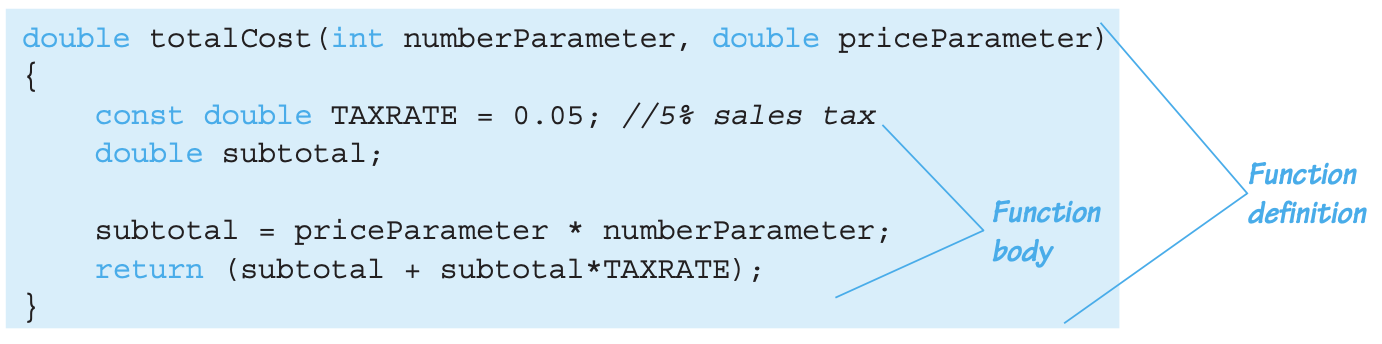 double totalCost(int numberParameter, double priceParameter)
{
    const double TAXRATE = 0.05; //5% sales tax
    double subtotal;

    subtotal = priceParameter * numberParameter;
    return (subtotal + subtotal*TAXRATE);
}
Function
body
Function
definition